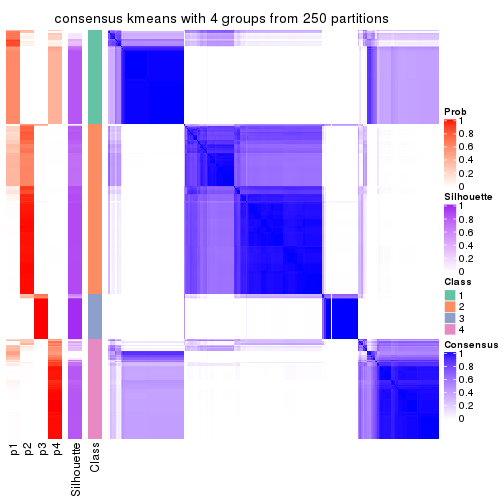 consensus kmeans with 4 groups from 250 partitions
Prob
1
0.8
0.6
0.4
0.2
0
Silhouette
1
0.8
0.6
0.4
0.2
0
Class
1
2
3
4
Consensus
1
0.8
0.6
0.4
0.2
0
p1
p2
p3
p4
Silhouette
Class